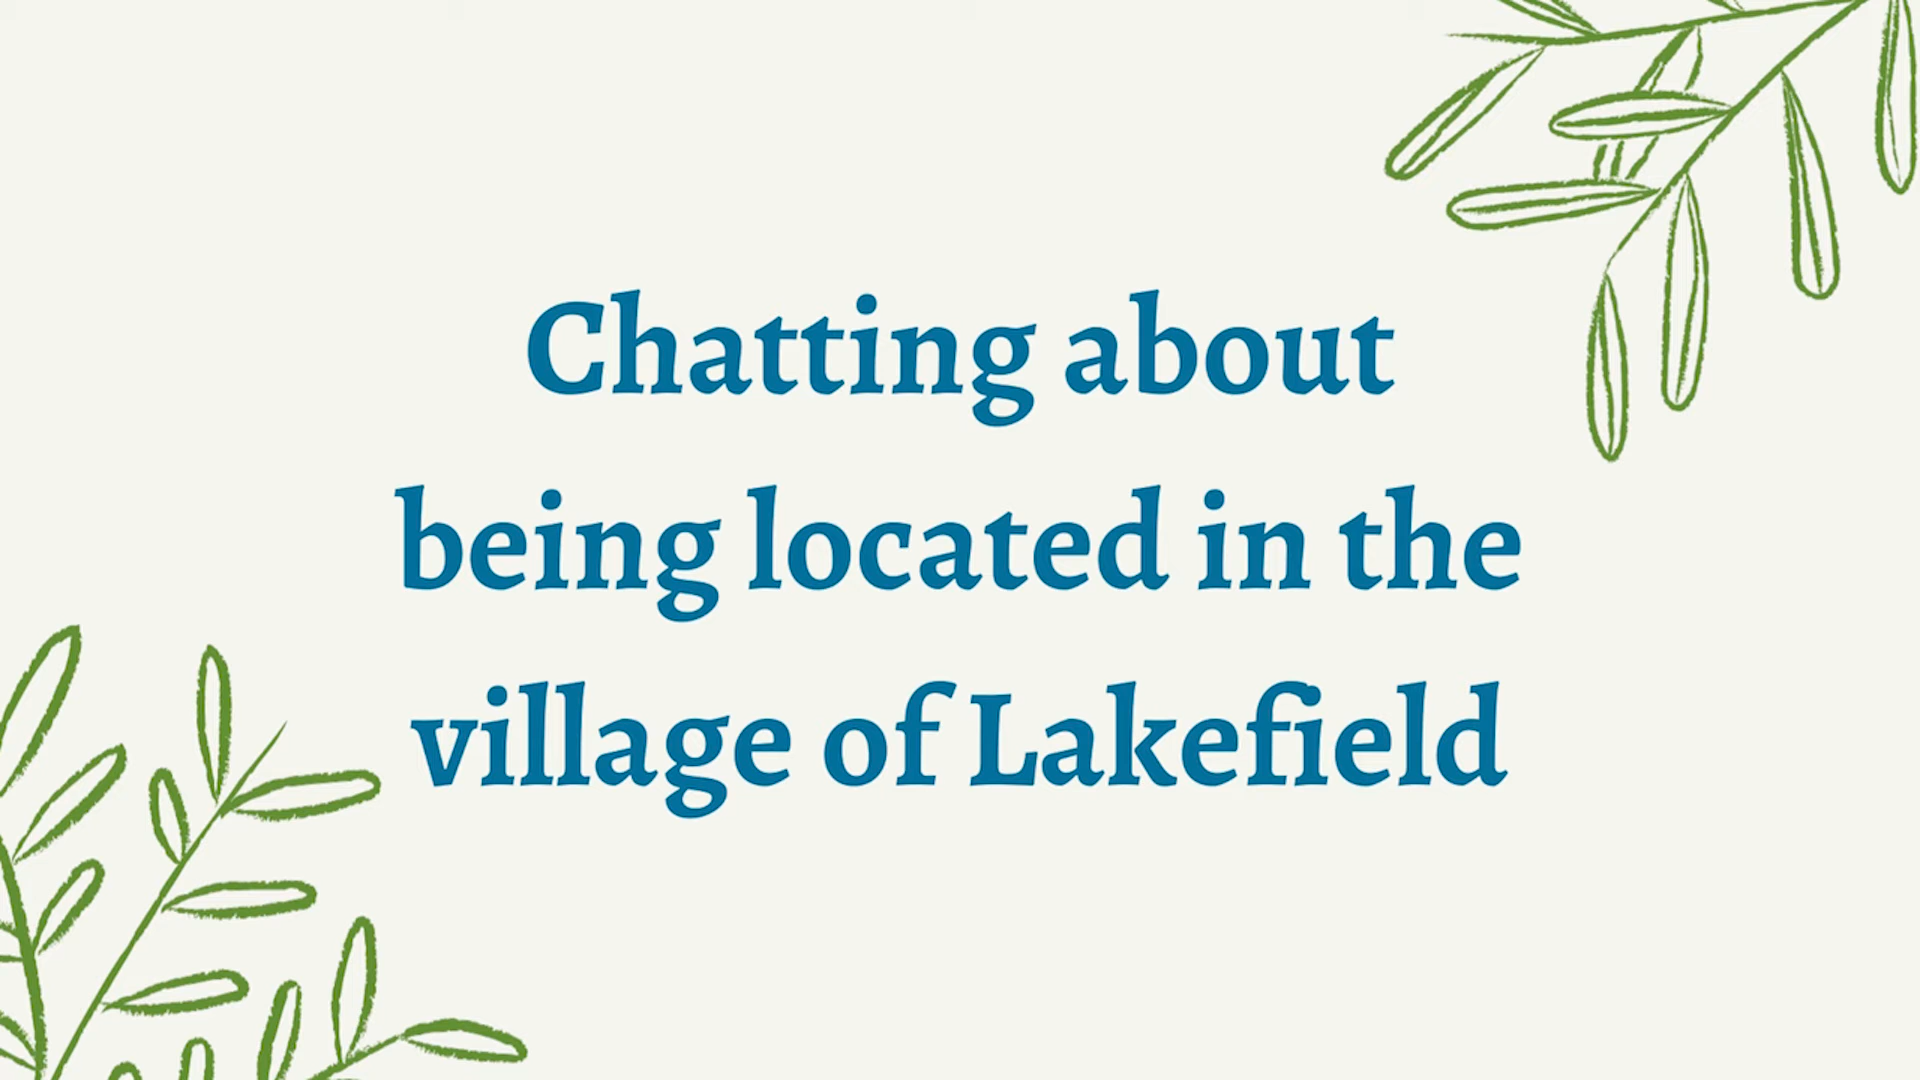 Chatting about
being located in the
village of Lakefield